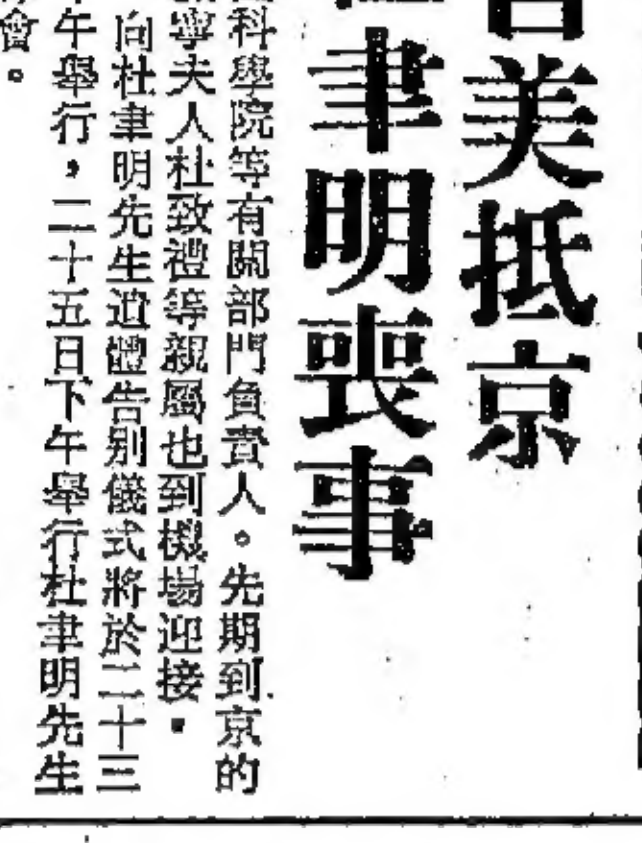 美抵京
聿明喪事
科學院等有關部門負責人。先期到京的
寧夫人杜致禮等親屬也到機場迎接。
向杜聿明先生遺體告別儀式將於二十三
午舉行，二十五日下午舉行杜聿明先生
會。